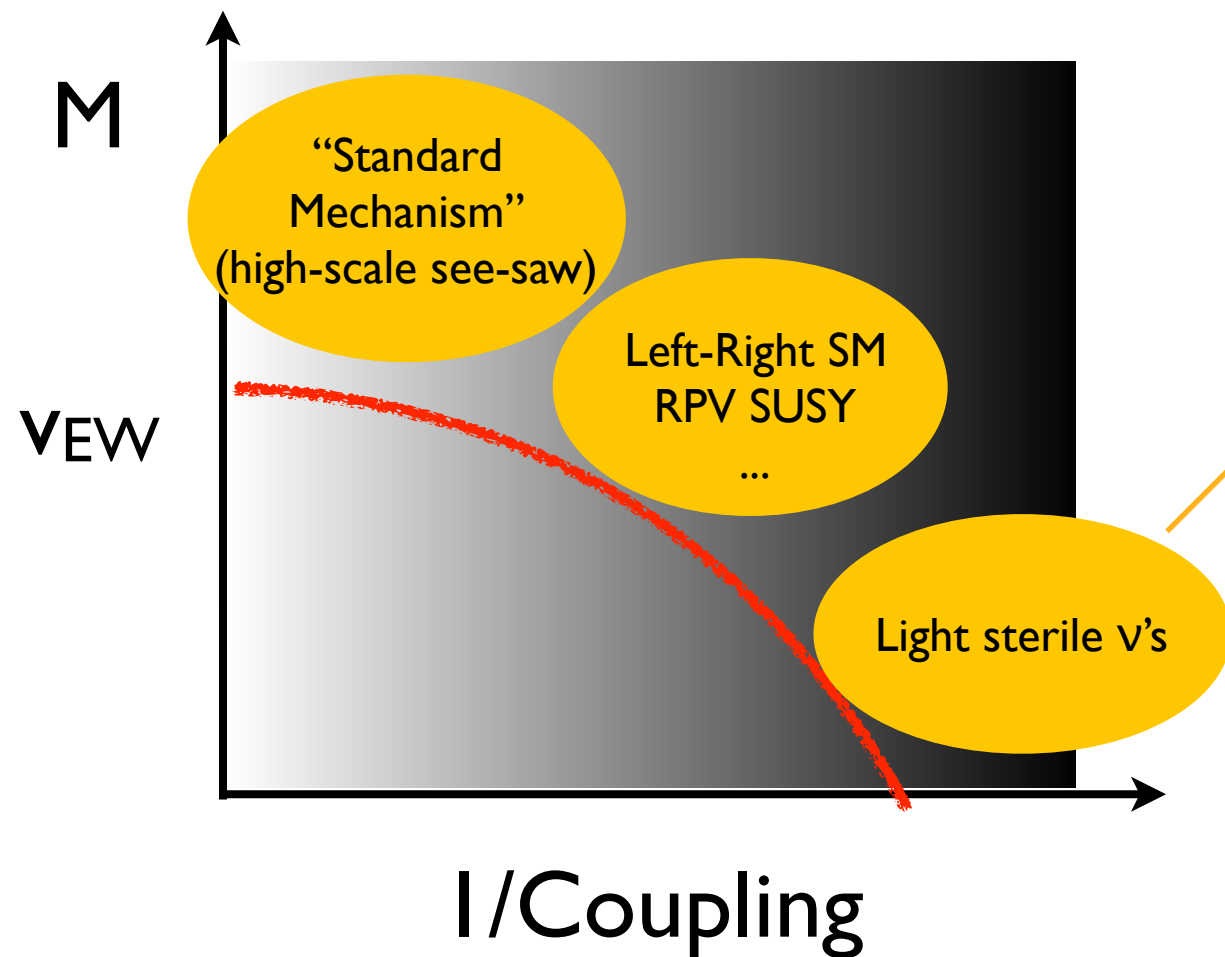 M
“Standard
Mechanism”
(high-scale see-saw)
Left-Right SM
RPV SUSY
...
vEW
Light sterile ν’s
1/Coupling